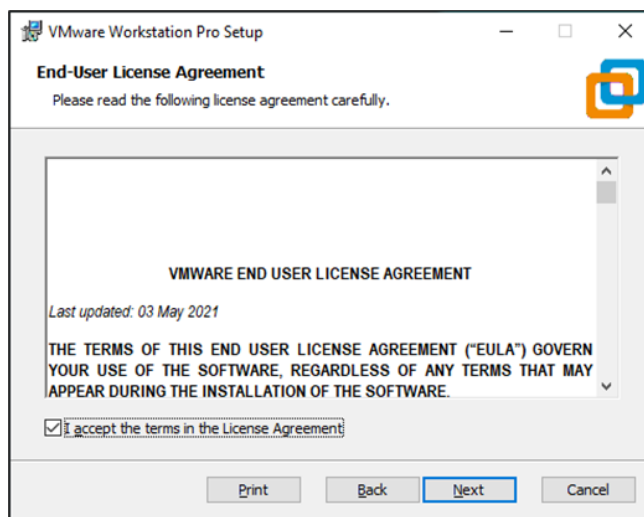 VMware Workstation Pro Setup
End-User License Agreement
Please read the following license agreement carefully.
VMWARE END USER LICENSE AGREEMENT
Last updated: 03 May 2021
THE TERMS OF THIS END USER LICENSE AGREEMENT (“EULA”) GOVERN
YOUR USE OF THE SOFTWARE, REGARDLESS OF ANY TERMS THAT MAY
APPEAR DURING THE INSTALLATION OF THE SOFTWARE.
I accept the terms in the License Agreement
Print Back Next Cancel